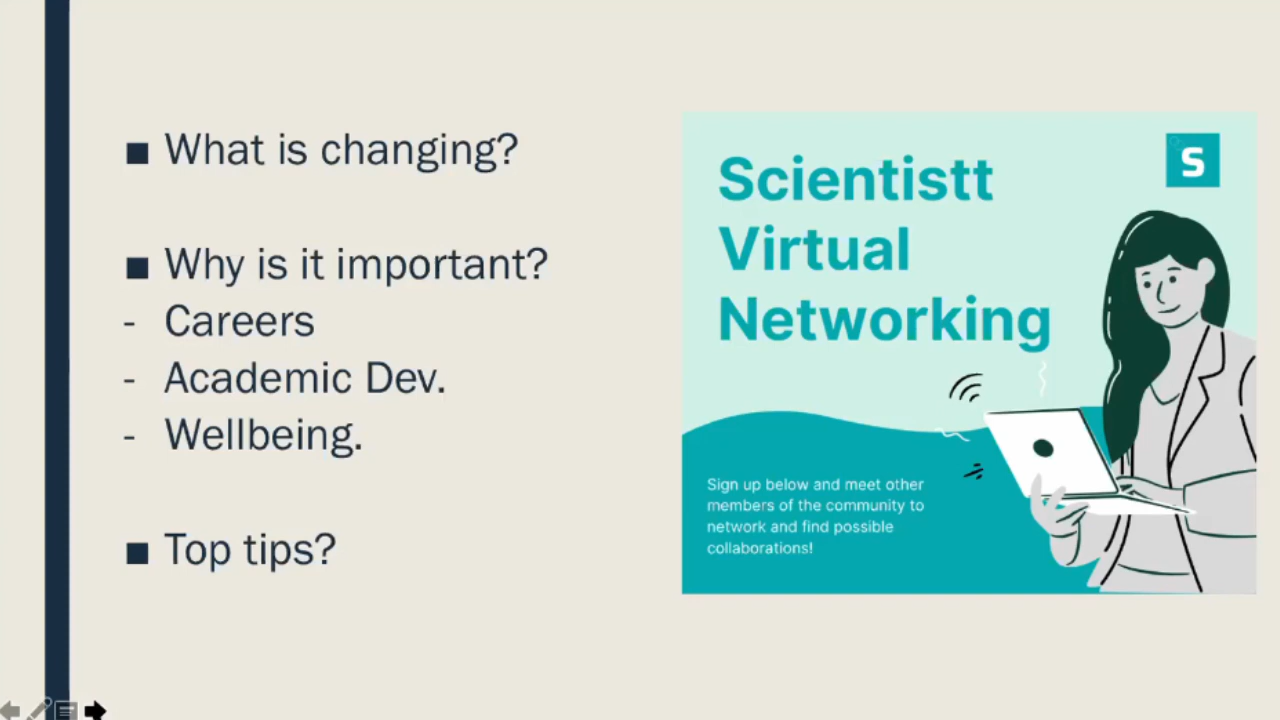 ■ What is changing?
■ Why is it important?
- Careers
- Academic Dev.
- Wellbeing.
■ Top tips?
Scientistt
Virtual
Networking
S
Sign up below and meet other
members of the community to
network and find possible
collaborations!